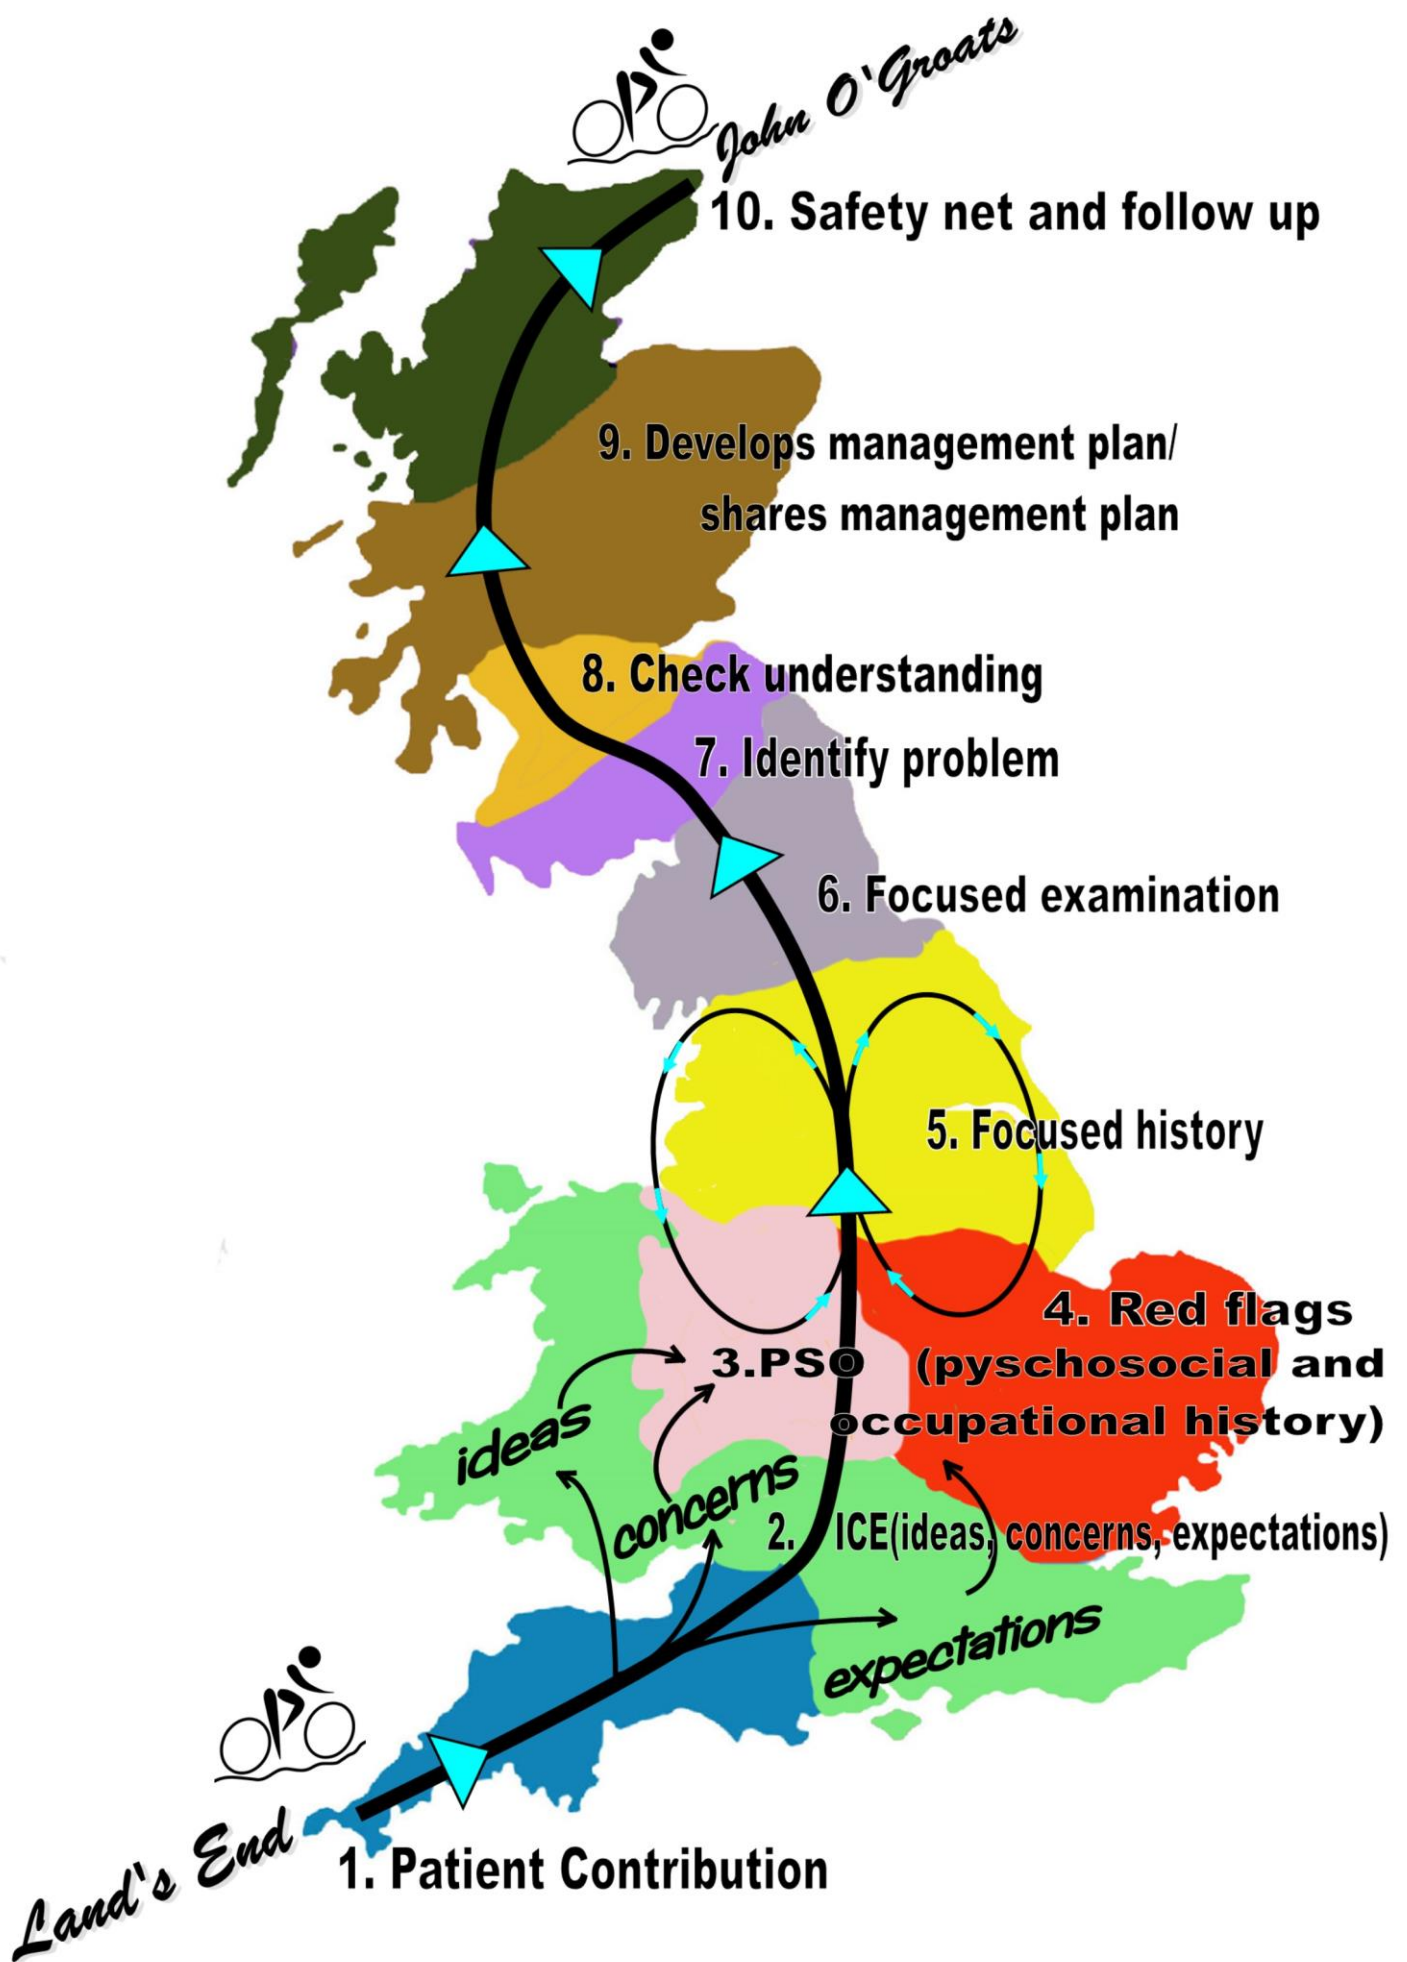 John O'Groats
10. Safety net and follow up
9. Develops management plan/
shares management plan
8. Check understanding
7. Identify problem
6. Focused examination
5. Focused history
4. Red flags
3.PSO (pyschosocial and
occupational history)
ideas
concerns
2. ICE(ideas, concerns, expectations)
expectations
Land's End
1. Patient Contribution